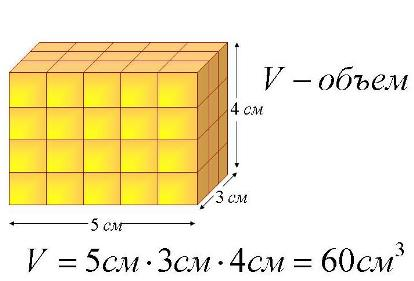 V – объем
4 см
3 см
5 см
V = 5см · 3см · 4см = 60см³